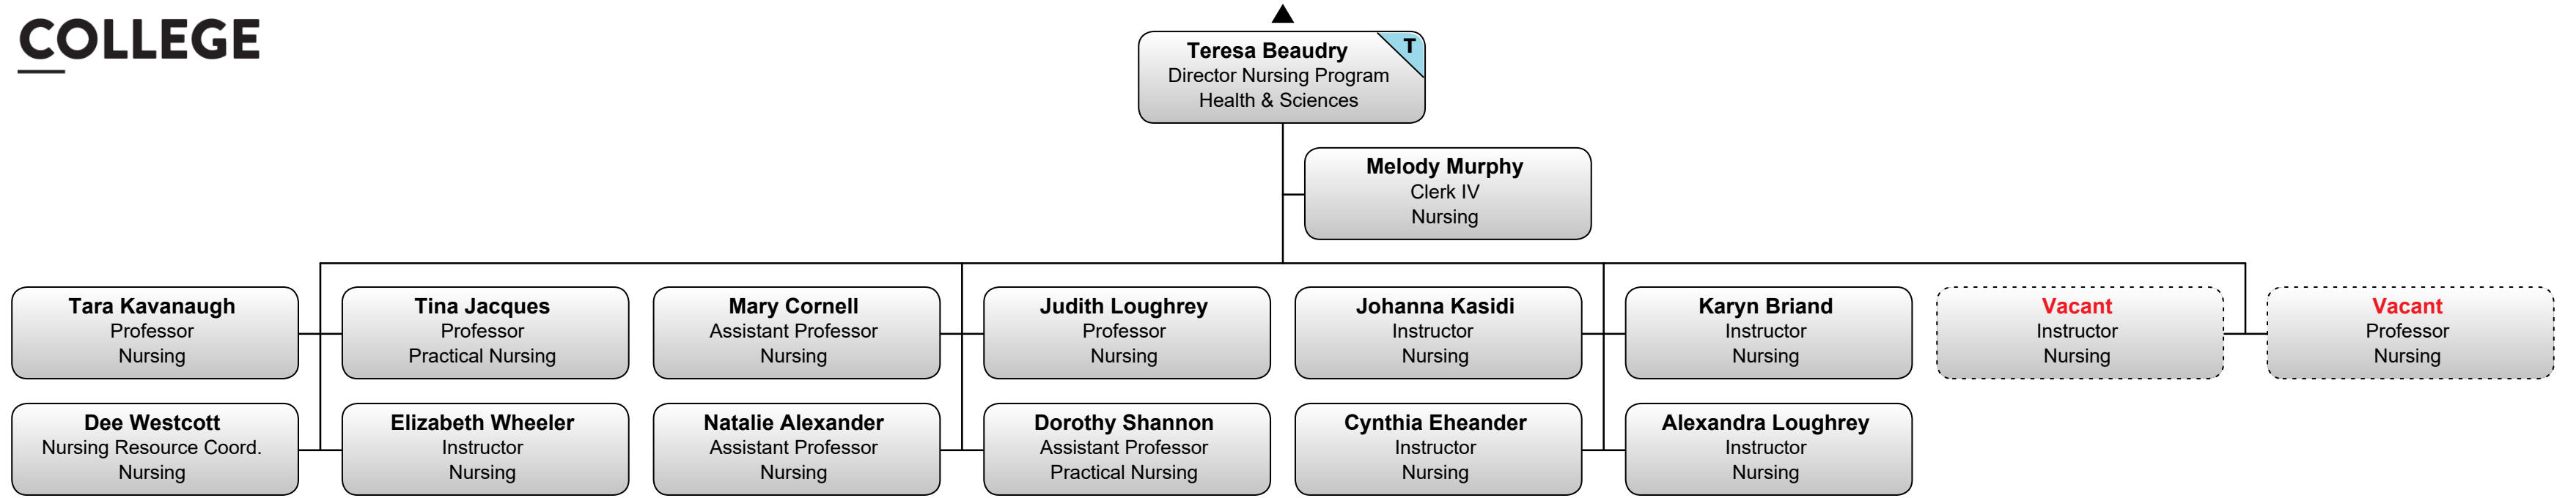 COLLEGE
T
Teresa Beaudry
Director Nursing Program
Health & Sciences
Melody Murphy
Clerk IV
Nursing
Tara Kavanaugh
Professor
Nursing
Tina Jacques
Professor
Practical Nursing
Mary Cornell
Assistant Professor
Nursing
Judith Loughrey
Professor
Nursing
Johanna Kasidi
Instructor
Nursing
Karyn Briand
Instructor
Nursing
Vacant
Instructor
Nursing
Vacant
Professor
Nursing
Dee Westcott
Nursing Resource Coord.
Nursing
Elizabeth Wheeler
Instructor
Nursing
Natalie Alexander
Assistant Professor
Nursing
Dorothy Shannon
Assistant Professor
Practical Nursing
Cynthia Eheander
Instructor
Nursing
Alexandra Loughrey
Instructor
Nursing